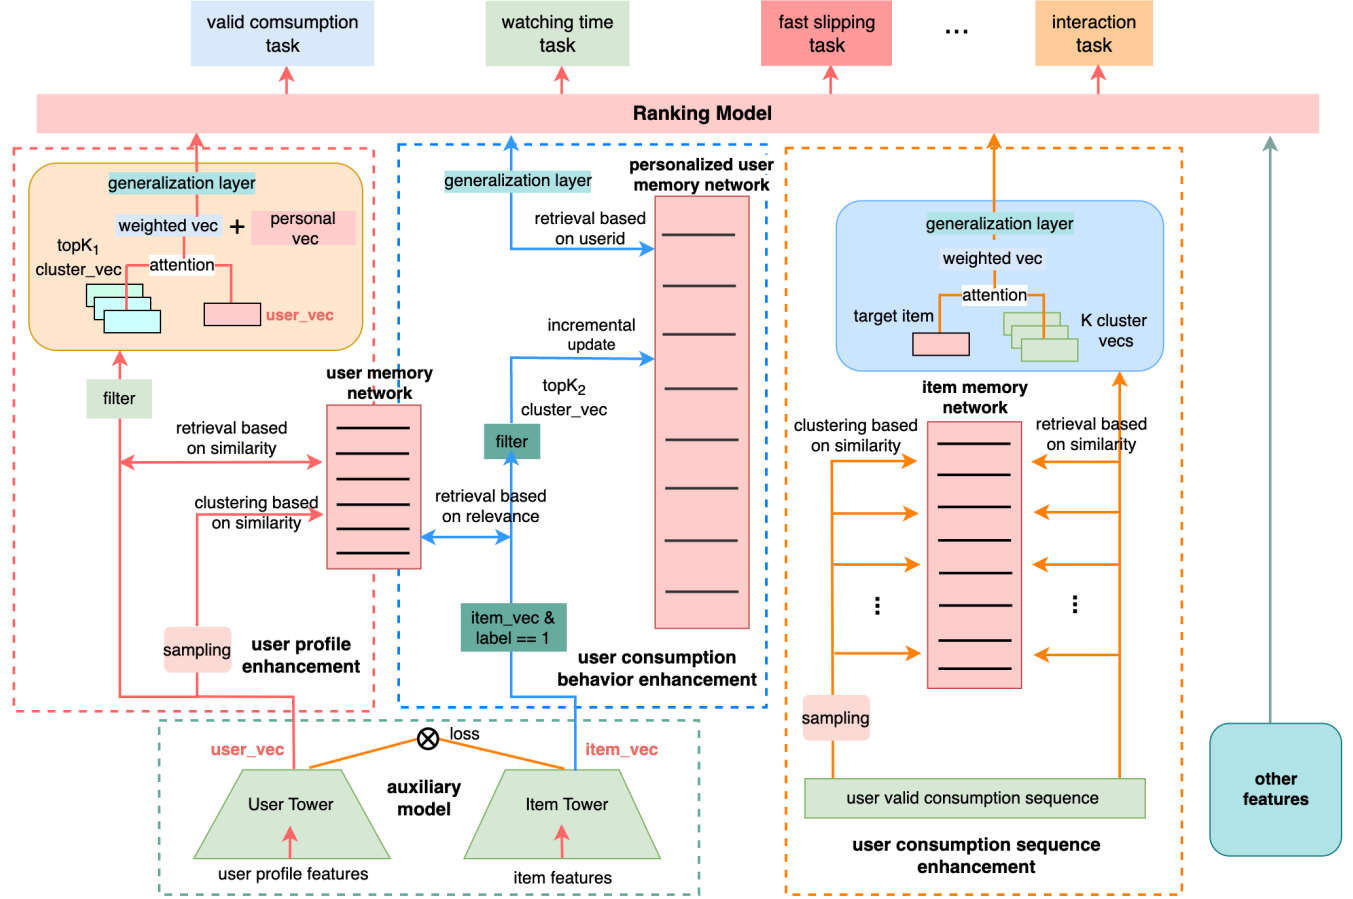 valid comsumption
task
watching time
task
fast slipping
task
...
interaction
task
Ranking Model
generalization layer
weighted vec
+
personal
vec
topK1
cluster_vec
attention
user_vec
filter
retrieval based
on similarity
clustering based
on similarity
sampling
user profile
enhancement
user memory
network
generalization layer
retrieval based
on userid
personalized user
memory network
incremental
update
topK2
cluster_vec
filter
retrieval based
on relevance
item_vec &
label == 1
user consumption
behavior enhancement
generalization layer
weighted vec
attention
target item
K cluster
vecs
item memory
network
clustering based
on similarity
retrieval based
on similarity
...
...
sampling
user valid consumption sequence
user consumption sequence
enhancement
other
features
user_vec
loss
item_vec
auxiliary
model
User Tower
Item Tower
user profile features
item features